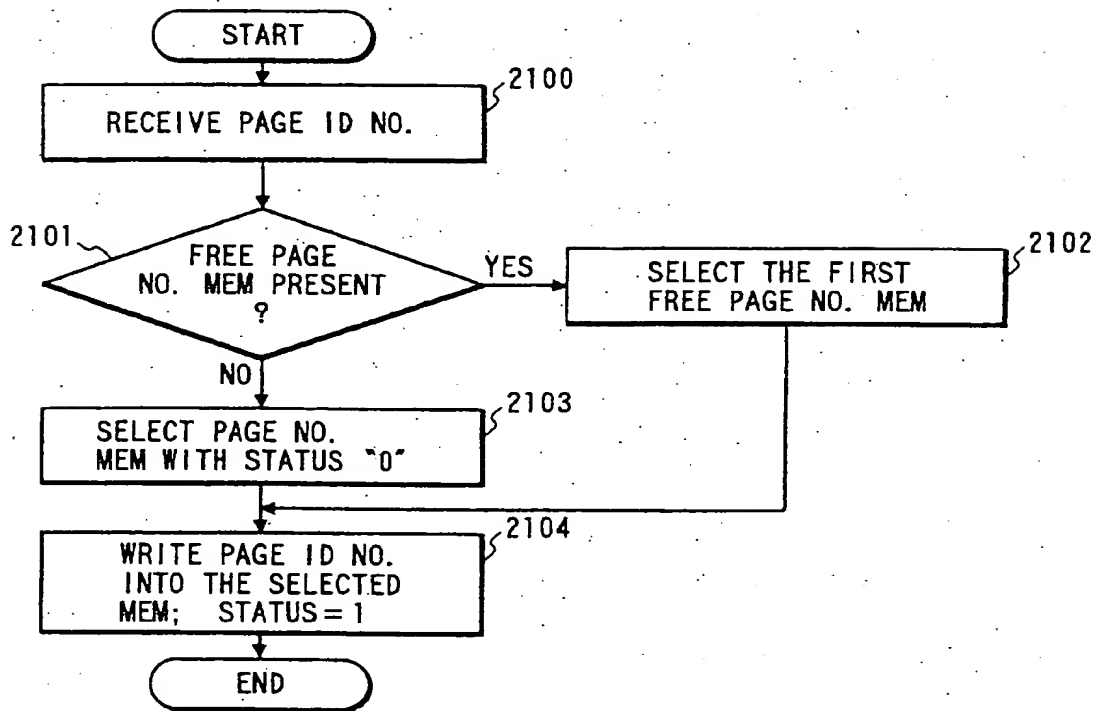 START
2100
RECEIVE PAGE ID NO.
2101
FREE PAGE
NO. MEM PRESENT
?
YES
2102
SELECT THE FIRST
FREE PAGE NO. MEM
NO
2103
SELECT PAGE NO.
MEM WITH STATUS "0"
2104
WRITE PAGE ID NO.
INTO THE SELECTED
MEM; STATUS=1
END